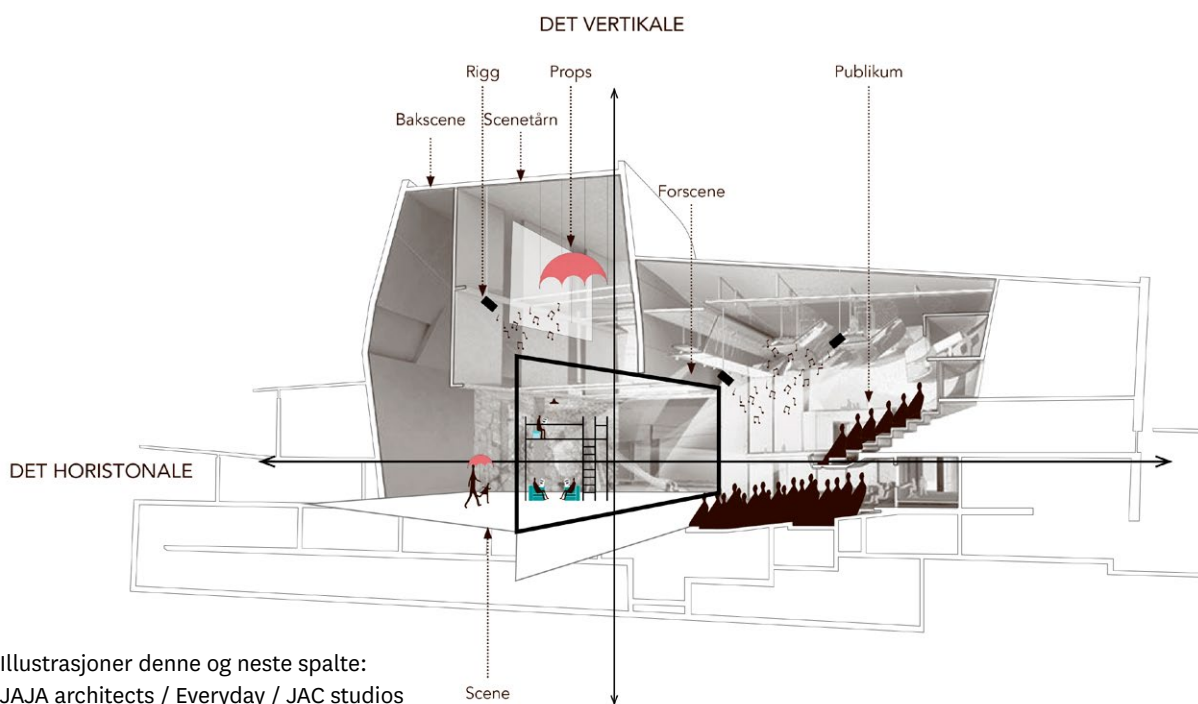 DET VERTIKALE
Rigg
Props
Publikum
Bakscene
Scenetårn
Forscene
DET HORISTONALE
Illustrasjoner denne og neste spalte:
JAJA architects / Everyday / JAC studios
Scene